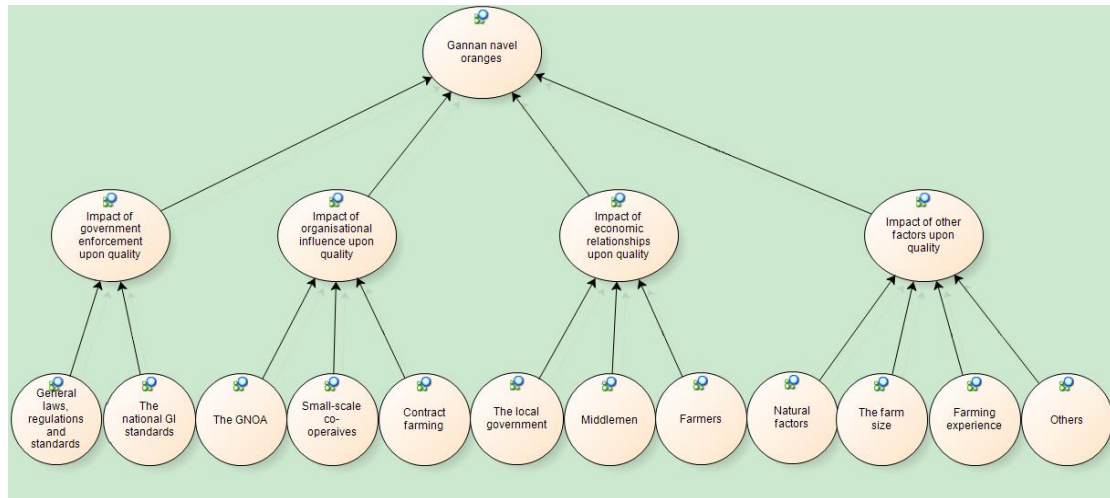 Gannan navel
oranges
Impact of
government
enforcement
upon quality
Impact of
organisational
influence upon
quality
Impact of
economic
relationships
upon quality
Impact of other
factors upon
quality
General
laws,
regulations
and
standards
The
national GI
standards
The GNOA
Small-scale
co-
operaives
Contract
farming
The local
government
Middlemen
Farmers
Natural
factors
The farm
size
Farming
experience
Others